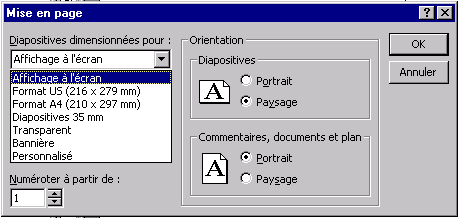 Mise en page
Diapositives dimensionnées pour :
Affichage à l'écran
Affichage à l'écran
Format US (216 x 279 mm)
Format A4 (210 x 297 mm)
Diapositives 35 mm
Transparent
Bannière
Personnalisé
Numéroter à partir de :
1
Orientation
Diapositives
A
Portrait
Paysage
Commentaires, documents et plan
A
Portrait
Paysage
OK
Annuler